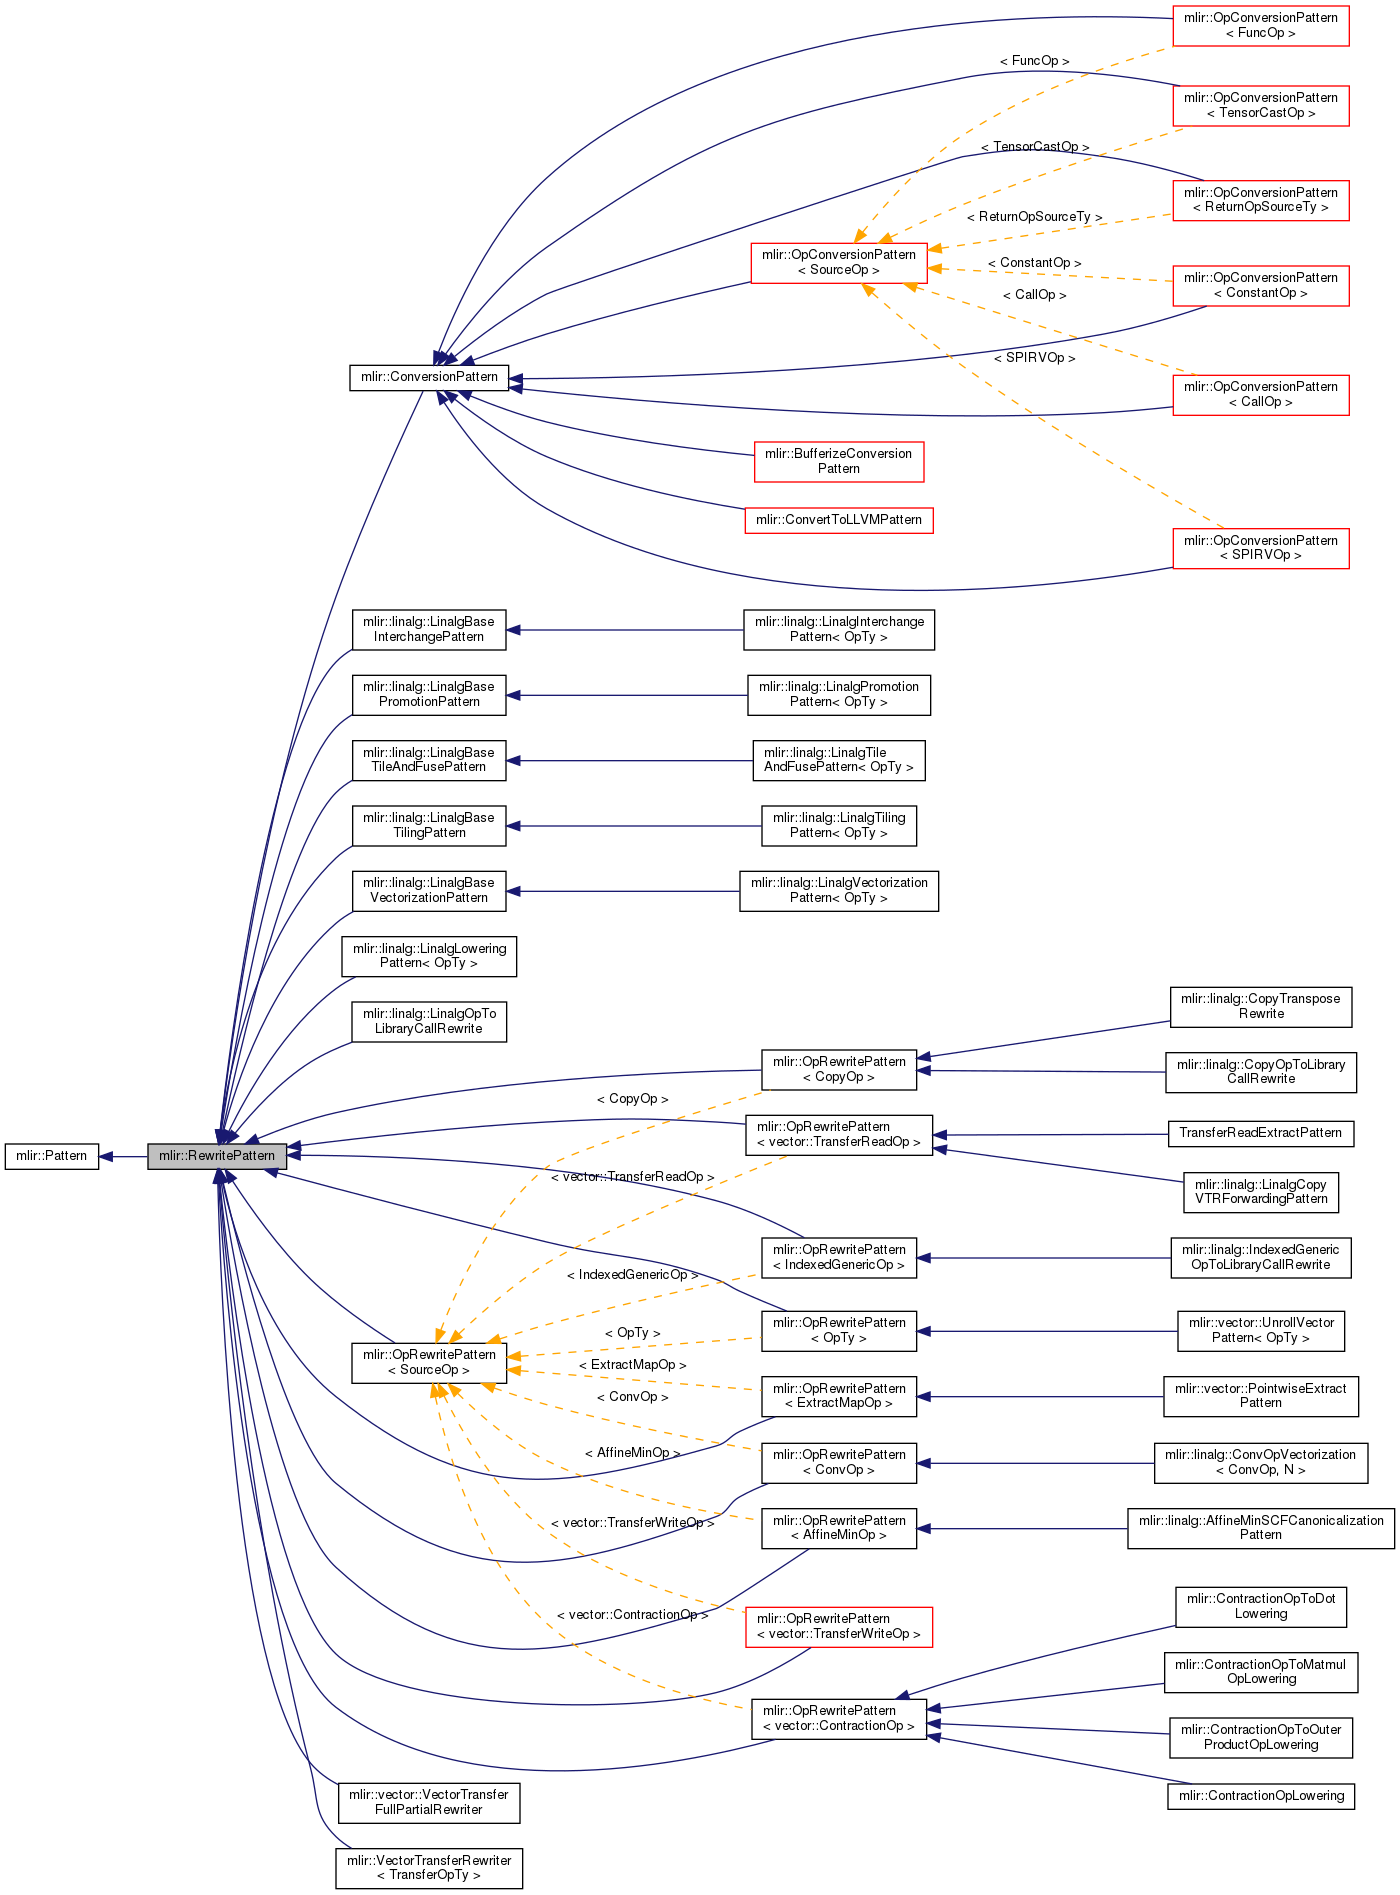 mlir::OpConversionPattern
< FuncOp >
< FuncOp >
mlir::OpConversionPattern
< TensorCastOp >
< TensorCastOp >
mlir::OpConversionPattern
< ReturnOpSourceTy >
< ReturnOpSourceTy >
mlir::OpConversionPattern
< SourceOp >
< ConstantOp >
mlir::OpConversionPattern
< ConstantOp >
< CallOp >
< SPIRVOp >
mlir::ConversionPattern
mlir::OpConversionPattern
< CallOp >
mlir::BufferizeConversion
Pattern
mlir::ConvertToLLVMPattern
mlir::OpConversionPattern
< SPIRVOp >
mlir::linalg::LinalgBase
InterchangePattern
mlir::linalg::LinalgInterchange
Pattern< OpTy >
mlir::linalg::LinalgBase
PromotionPattern
mlir::linalg::LinalgPromotion
Pattern< OpTy >
mlir::linalg::LinalgBase
TileAndFusePattern
mlir::linalg::LinalgTile
AndFusePattern< OpTy >
mlir::linalg::LinalgBase
TilingPattern
mlir::linalg::LinalgTiling
Pattern< OpTy >
mlir::linalg::LinalgBase
VectorizationPattern
mlir::linalg::LinalgVectorization
Pattern< OpTy >
mlir::linalg::LinalgLowering
Pattern< OpTy >
mlir::linalg::LinalgOpTo
LibraryCallRewrite
mlir::linalg::CopyTranspose
Rewrite
mlir::OpRewritePattern
< CopyOp >
mlir::linalg::CopyOpToLibrary
CallRewrite
< CopyOp >
mlir::OpRewritePattern
< vector::TransferReadOp >
TransferReadExtractPattern
mlir::Pattern
mlir::RewritePattern
< vector::TransferReadOp >
mlir::linalg::LinalgCopy
VTRForwardingPattern
mlir::OpRewritePattern
< IndexedGenericOp >
mlir::linalg::IndexedGeneric
OpToLibraryCallRewrite
< IndexedGenericOp >
mlir::OpRewritePattern
< OpTy >
mlir::vector::UnrollVector
Pattern< OpTy >
< OpTy >
mlir::OpRewritePattern
< SourceOp >
< ExtractMapOp >
mlir::OpRewritePattern
< ExtractMapOp >
mlir::vector::PointwiseExtract
Pattern
< ConvOp >
mlir::OpRewritePattern
< ConvOp >
mlir::linalg::ConvOpVectorization
< ConvOp, N >
< AffineMinOp >
mlir::OpRewritePattern
< AffineMinOp >
mlir::linalg::AffineMinSCFCanonicalization
Pattern
< vector::TransferWriteOp >
mlir::OpRewritePattern
< vector::TransferWriteOp >
mlir::ContractionOpToDot
Lowering
< vector::ContractionOp >
mlir::ContractionOpToMatmul
OpLowering
mlir::OpRewritePattern
< vector::ContractionOp >
mlir::ContractionOpToOuter
ProductOpLowering
mlir::ContractionOpLowering
mlir::vector::VectorTransfer
FullPartialRewriter
mlir::VectorTransferRewriter
< TransferOpTy >